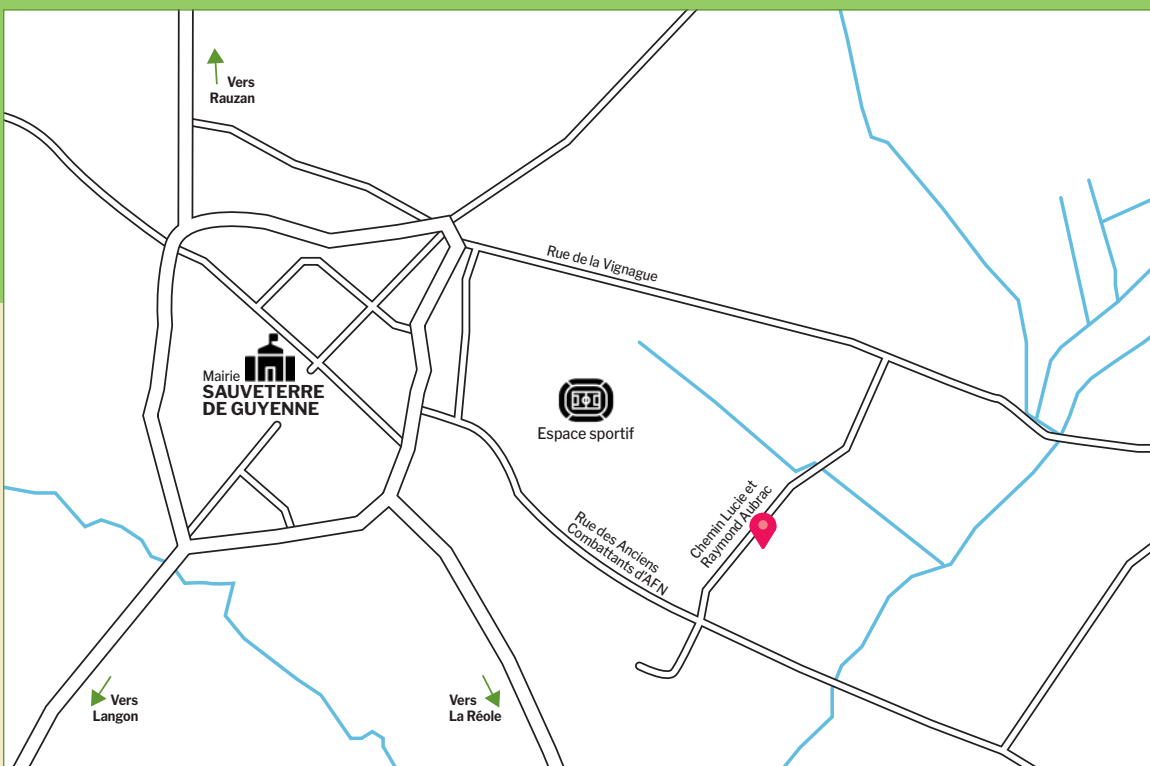 Vers
Rauzan
Rue de la Vignague
Mairie
SAUVETERRE
DE GUYENNE
Espace sportif
Chemin Lucie et
Raymond Aubrac
Rue des Anciens
Combattants d'AFN
Vers
Langon
Vers
La Réole